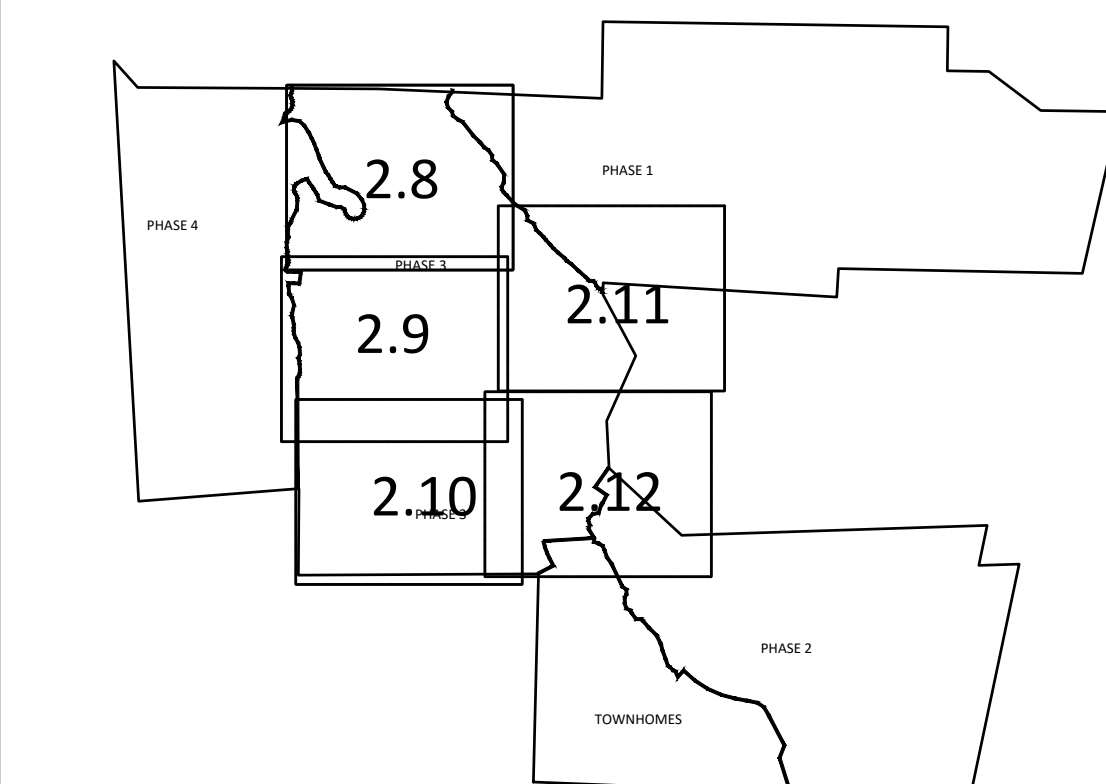 PHASE 1
2.8
PHASE 4
PHASE 3
2.11
2.9
2.10
2.12
PHASE 3
PHASE 2
TOWNHOMES